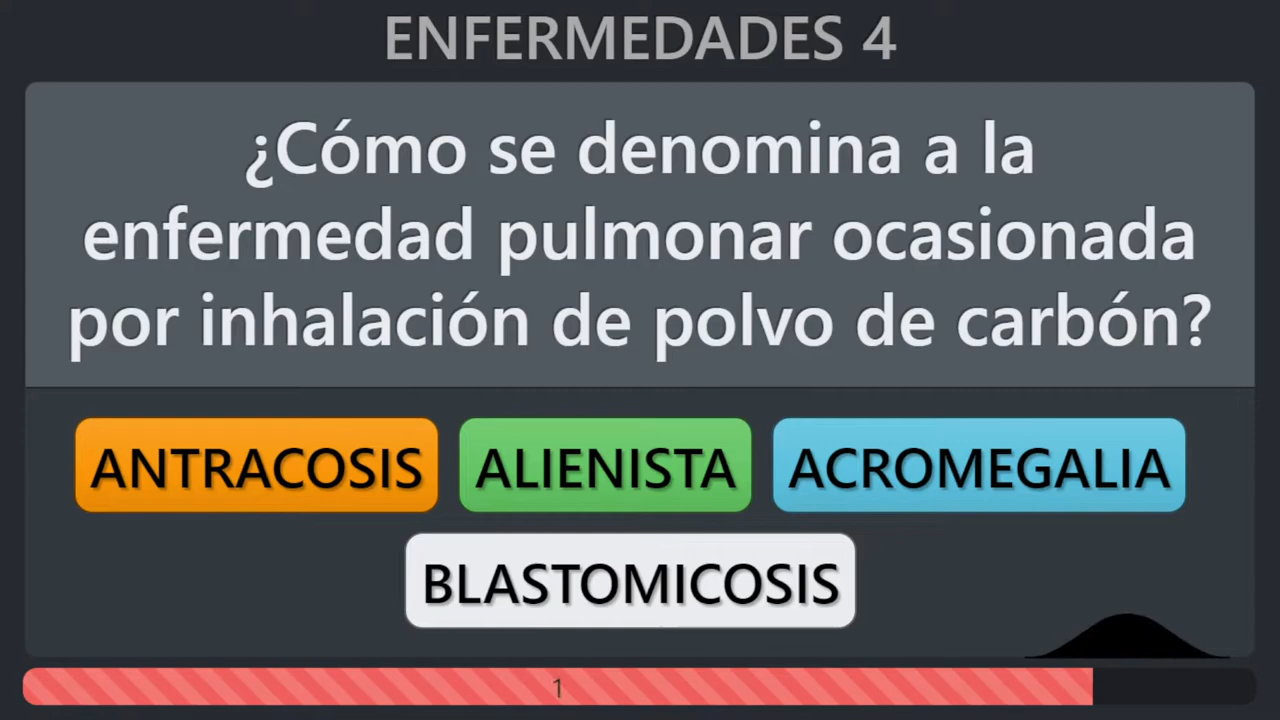 ENFERMEDADES 4
¿Cómo se denomina a la
enfermedad pulmonar ocasionada
por inhalación de polvo de carbón?
ANTRACOSIS
ALIENISTA
ACROMEGALIA
BLASTOMICOSIS
1